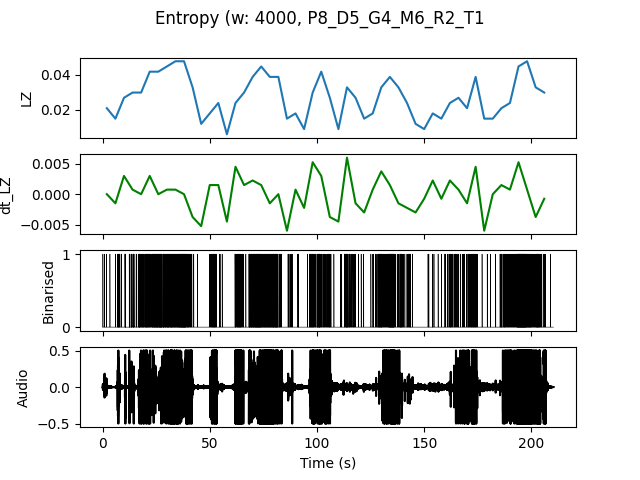 Entropy (w: 4000, P8_D5_G4_M6_R2_T1
LZ
0.04
0.02
dt_LZ
0.005
0.000
−0.005
Binarised
1
0
Audio
0.5
0.0
−0.5
0 50 100 150 200
Time (s)